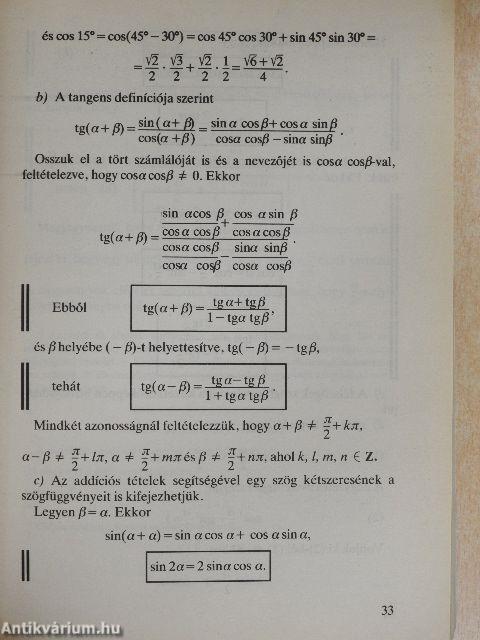 és cos 15° = cos(45° − 30°) = cos 45° cos 30° + sin 45° sin 30° =
= √2/2 · √3/2 + √2/2 · 1/2 = (√6 + √2)/4 .
b) A tangens definíciója szerint
tg(α + β) = sin(α + β)/cos(α + β) = (sin α cos β + cos α sin β)/(cos α cos β − sin α sin β) .
Osszuk el a tört számlálóját is és a nevezőjét is cosα cosβ-val,
feltételezve, hogy cosα cosβ ≠ 0. Ekkor
tg(α + β) = ((sin α cos β)/(cos α cos β) + (cos α sin β)/(cos α cos β))/((cos α cos β)/(cos α cos β) − (sin α sin β)/(cos α cos β)) .
Ebből tg(α + β) = (tg α + tg β)/(1 − tg α tg β) ,
és β helyébe ( − β)-t helyettesítve, tg( − β) = − tg β,
tehát tg(α − β) = (tg α − tg β)/(1 + tg α tg β) .
Mindkét azonosságnál feltételezzük, hogy α + β ≠ π/2 + kπ,
α − β ≠ π/2 + lπ, α ≠ π/2 + mπ és β ≠ π/2 + nπ, ahol k, l, m, n ∈ Z.
c) Az addíciós tételek segítségével egy szög kétszeresének a
szögfüggvényeit is kifejezhetjük.
Legyen β = α. Ekkor
sin(α + α) = sin α cos α + cos α sin α,
sin 2α = 2 sin α cos α.
33
Antikvárium.hu